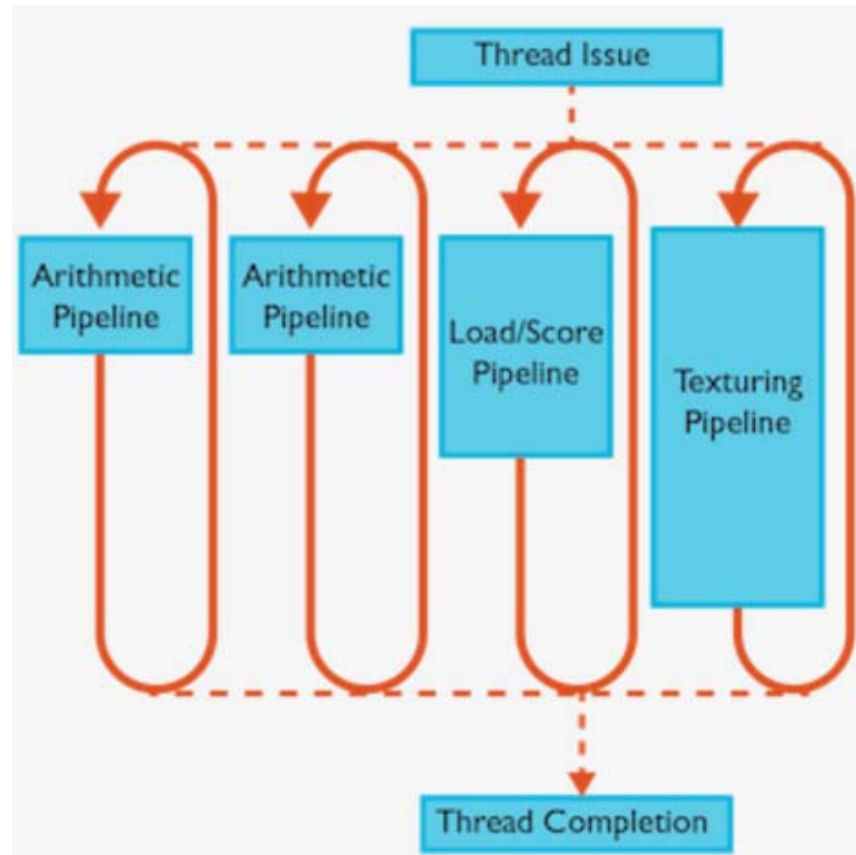 Thread Issue
Arithmetic
Pipeline
Arithmetic
Pipeline
Load/Score
Pipeline
Texturing
Pipeline
Thread Completion